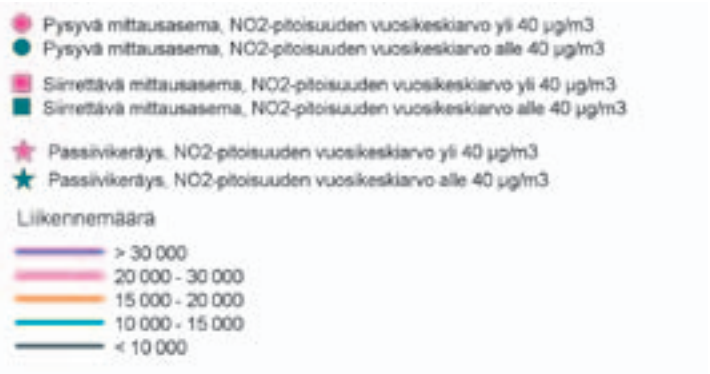 Pysyvä mittausasema, NO2-pitoisuuden vuosikeskiarvo yli 40 µg/m3
Pysyvä mittausasema, NO2-pitoisuuden vuosikeskiarvo alle 40 µg/m3
Siirrettävä mittausasema, NO2-pitoisuuden vuosikeskiarvo yli 40 µg/m3
Siirrettävä mittausasema, NO2-pitoisuuden vuosikeskiarvo alle 40 µg/m3
Passiivikeräys, NO2-pitoisuuden vuosikeskiarvo yli 40 µg/m3
Passiivikeräys, NO2-pitoisuuden vuosikeskiarvo alle 40 µg/m3
Liikennemäärä
> 30 000
20 000 - 30 000
15 000 - 20 000
10 000 - 15 000
< 10 000